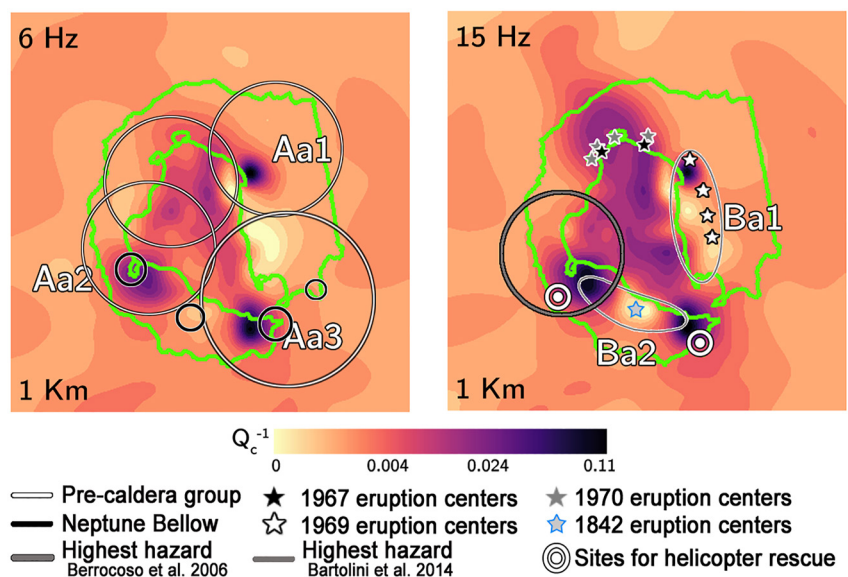 6 Hz
Aa1
Aa2
Aa3
1 Km
15 Hz
Ba1
Ba2
1 Km
Qc-1
0 0.004 0.024 0.11
Pre-caldera group
Neptune Bellow
Highest hazard
Berrocoso et al. 2006
1967 eruption centers
1969 eruption centers
Highest hazard
Bartolini et al. 2014
1970 eruption centers
1842 eruption centers
Sites for helicopter rescue